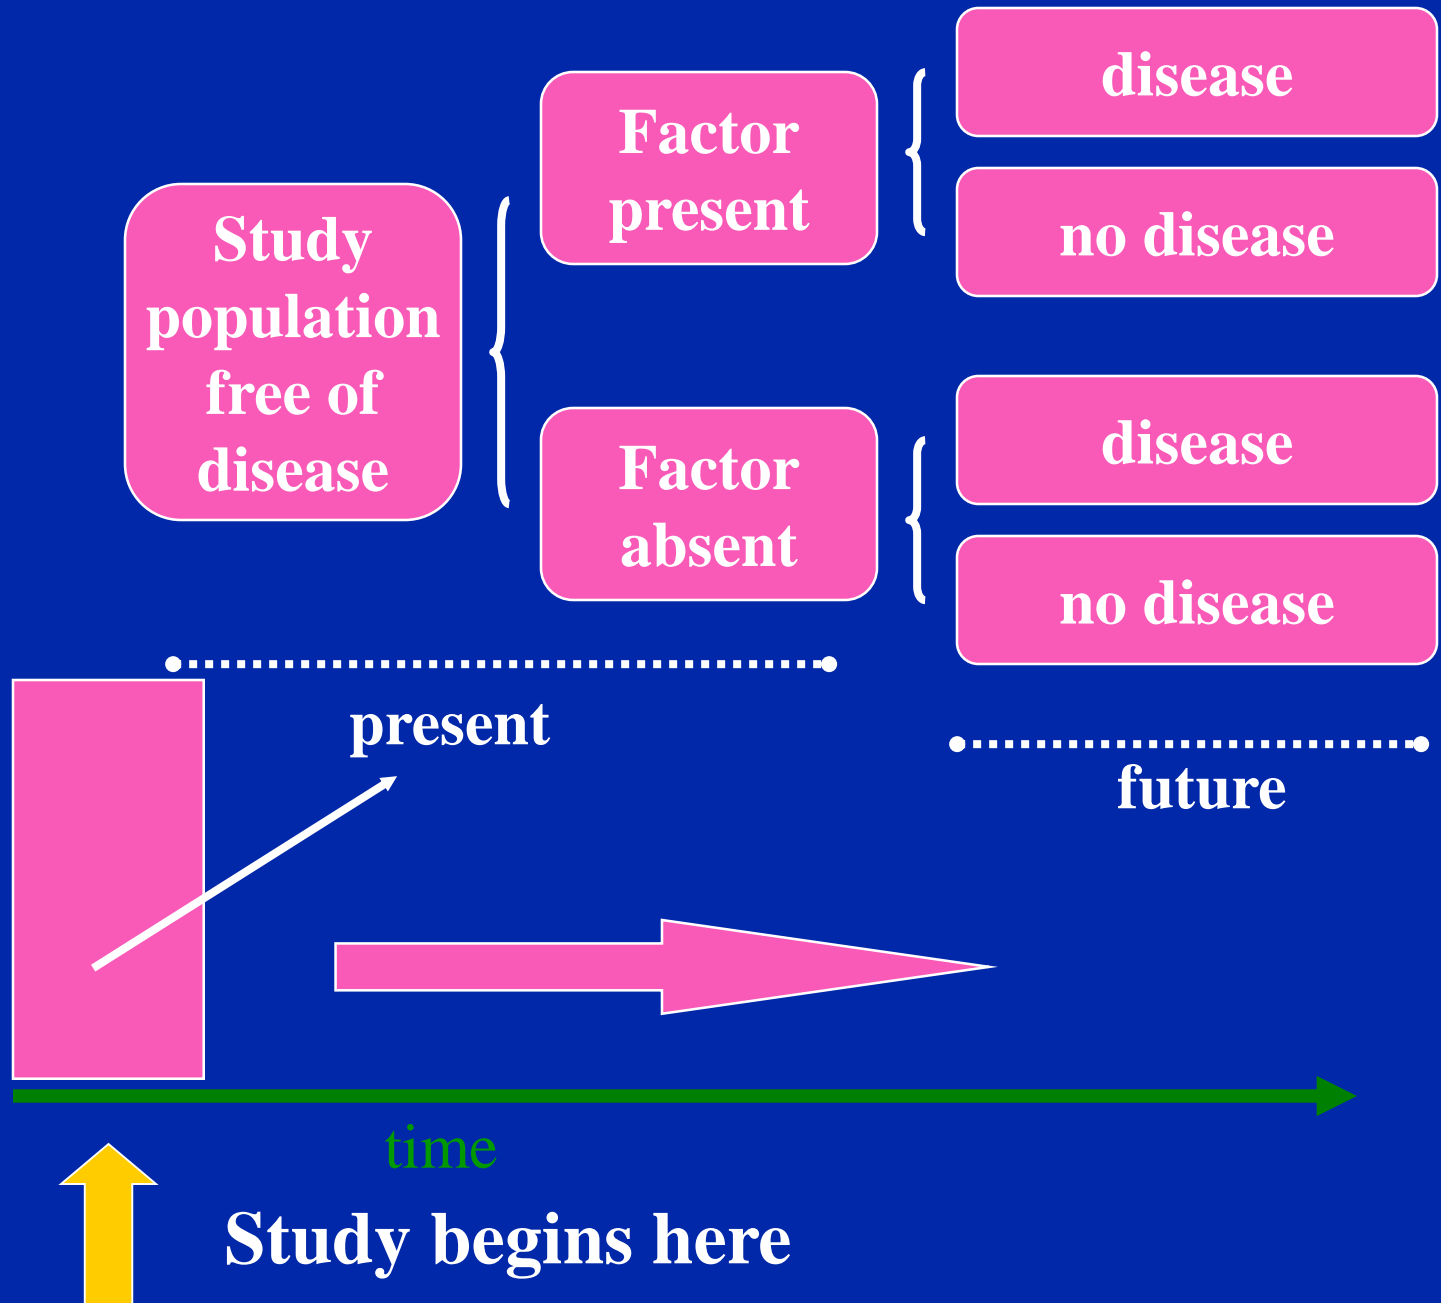 Study
population
free of
disease
Factor
present
Factor
absent
disease
no disease
disease
no disease
present
future
time
Study begins here